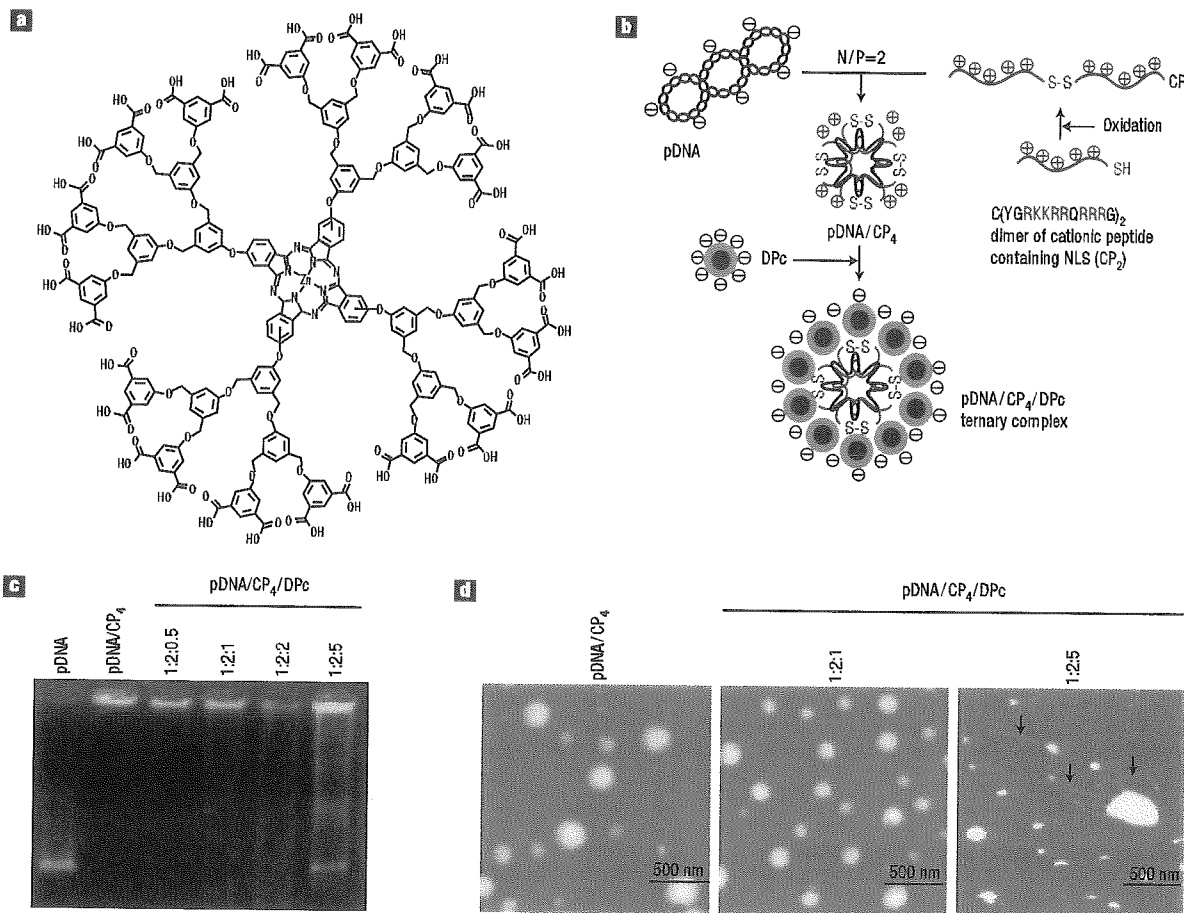 a
Zn
b
pDNA
N/P=2
S-S
CP
Oxidation
SH
pDNA/CP4
C(YGRKKRRQRRRG)2
dimer of cationic peptide
containing NLS (CP2)
DPc
pDNA/CP4/DPc
ternary complex
c
pDNA/CP4/DPc
pDNA
pDNA/CP4
1:2:0.5
1:2:1
1:2:2
1:2:5
d
pDNA/CP4/DPc
pDNA/CP4
1:2:1
1:2:5
500 nm
500 nm
500 nm